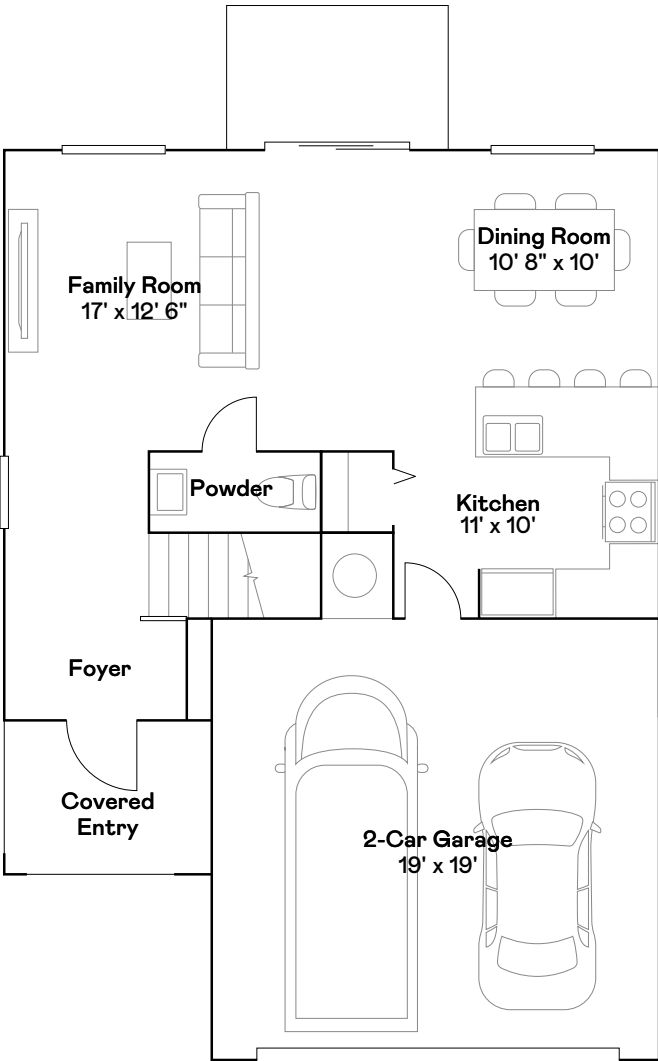 Dining Room
10' 8" x 10'
Family Room
17' x 12' 6"
Powder
Kitchen
11' x 10'
Foyer
Covered
Entry
2-Car Garage
19' x 19'